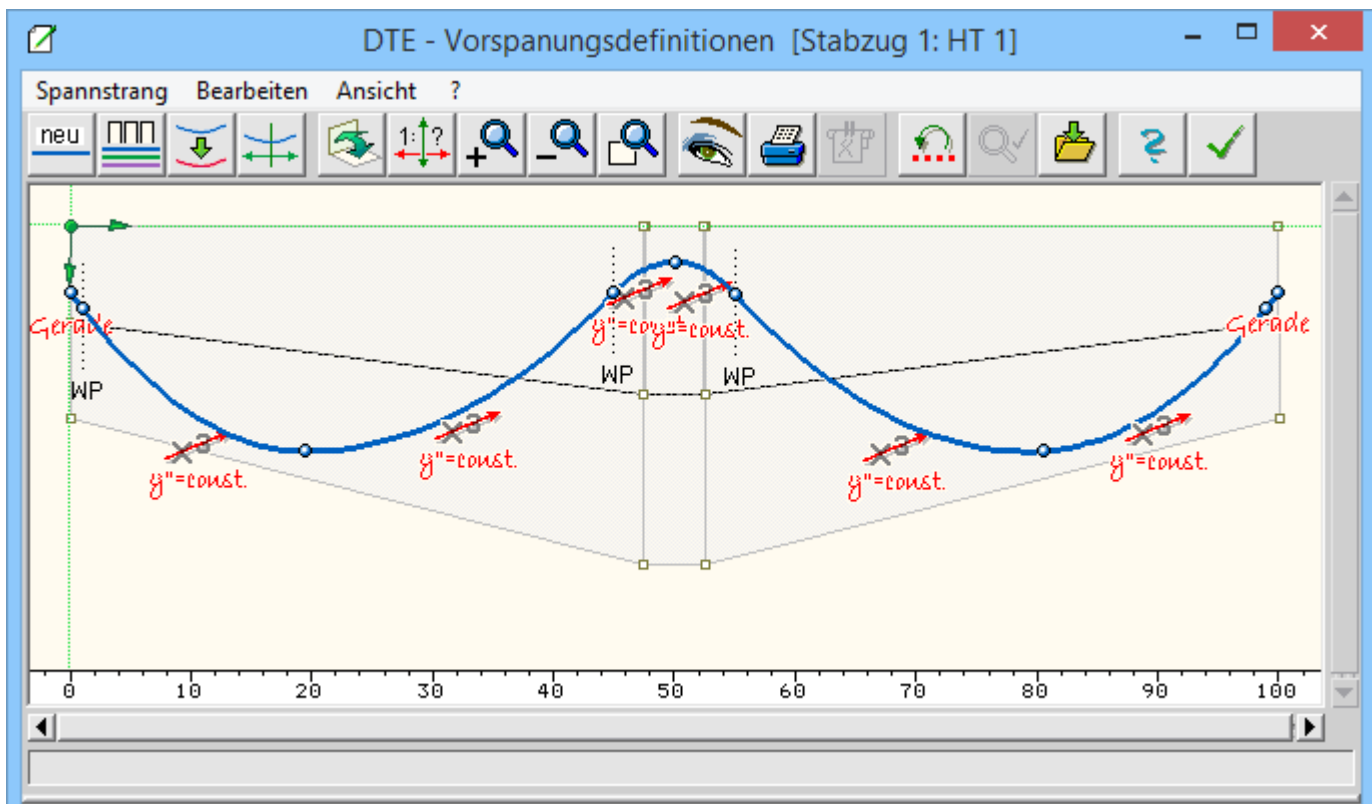 DTE - Vorspanungsdefinitionen [Stabzug 1: HT 1]
Spannstrang Bearbeiten Ansicht ?
neu 1:?
Gerade y"=const. y"=const. Gerade
WP WP WP
y"=const. y"=const. y"=const. y"=const.
0 10 20 30 40 50 60 70 80 90 100